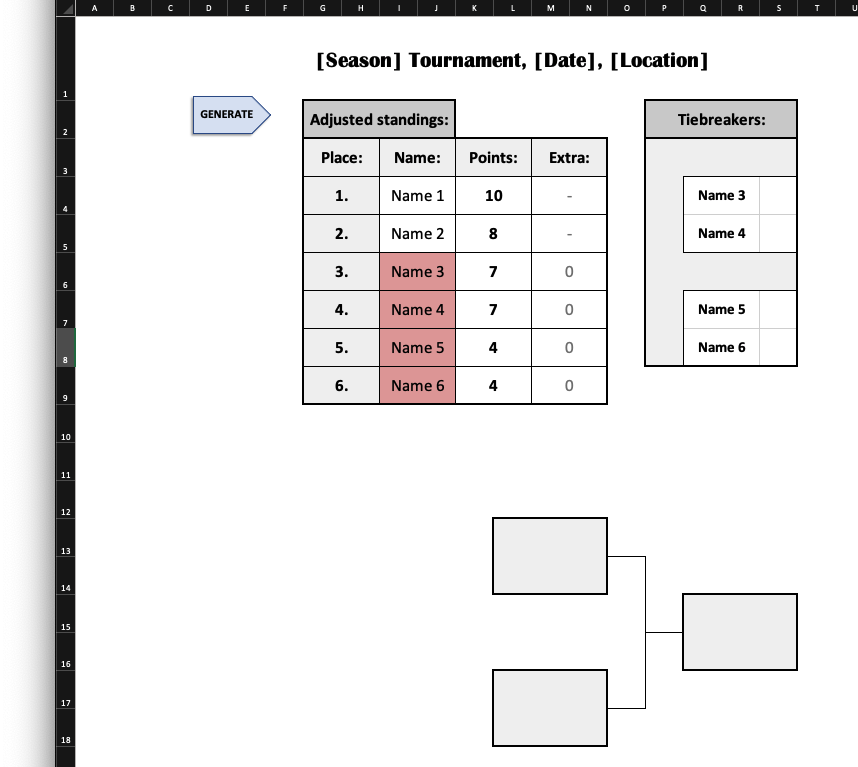 A B C D E F G H I J K L M N O P Q R S T U
[Season] Tournament, [Date], [Location]
1
GENERATE
Adjusted standings:
Tiebreakers:
2
Place: Name: Points: Extra:
3
1. Name 1 10 -
Name 3
4
2. Name 2 8 -
Name 4
5
3. Name 3 7 0
6
4. Name 4 7 0
Name 5
7
5. Name 5 4 0
Name 6
8
6. Name 6 4 0
9
10
11
12
13
14
15
16
17
18